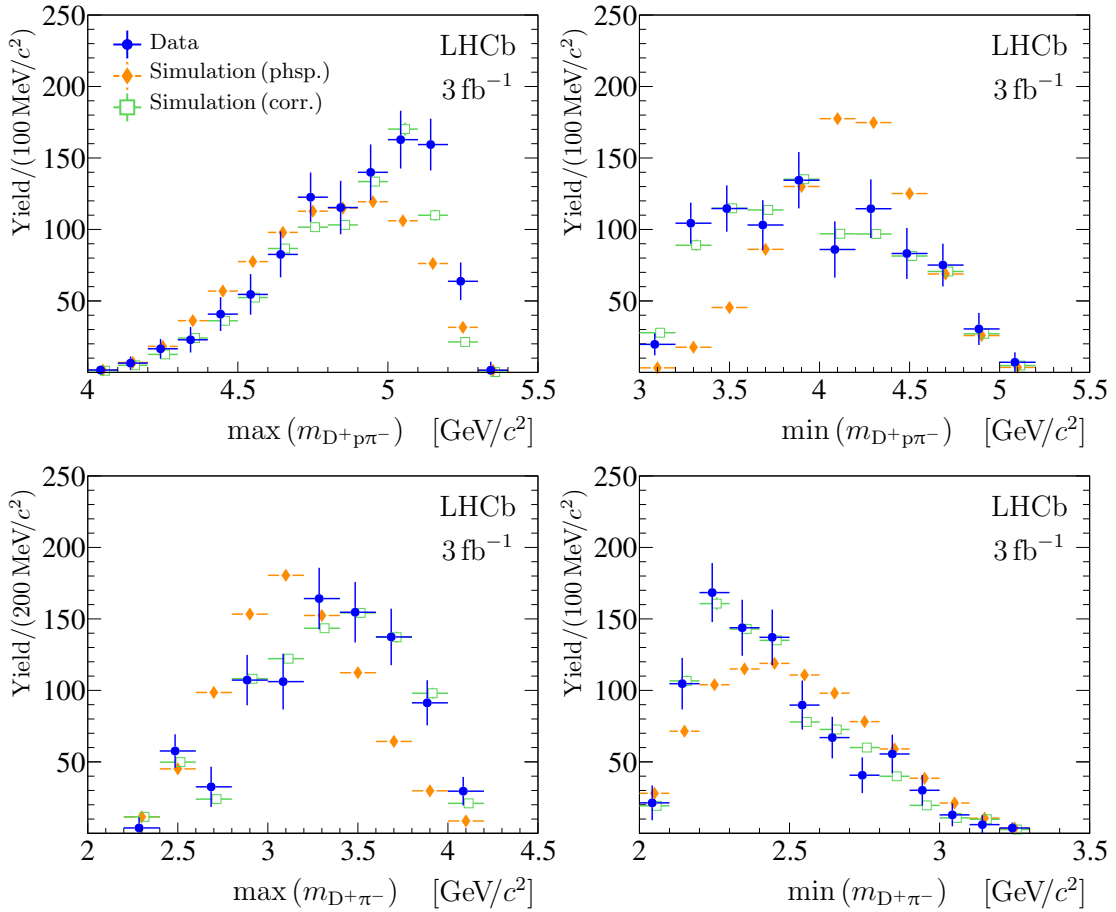 250
200
150
100
50
Yield/(100 MeV/c²)
Data
Simulation (phsp.)
Simulation (corr.)
LHCb
3 fb⁻¹
4 4.5 5 5.5
max (m_{D⁺pπ⁻}) [GeV/c²]
250
200
150
100
50
Yield/(100 MeV/c²)
LHCb
3 fb⁻¹
3 3.5 4 4.5 5 5.5
min (m_{D⁺pπ⁻}) [GeV/c²]
250
200
150
100
50
Yield/(200 MeV/c²)
LHCb
3 fb⁻¹
2 2.5 3 3.5 4 4.5
max (m_{D⁺π⁻}) [GeV/c²]
250
200
150
100
50
Yield/(100 MeV/c²)
LHCb
3 fb⁻¹
2 2.5 3 3.5
min (m_{D⁺π⁻}) [GeV/c²]